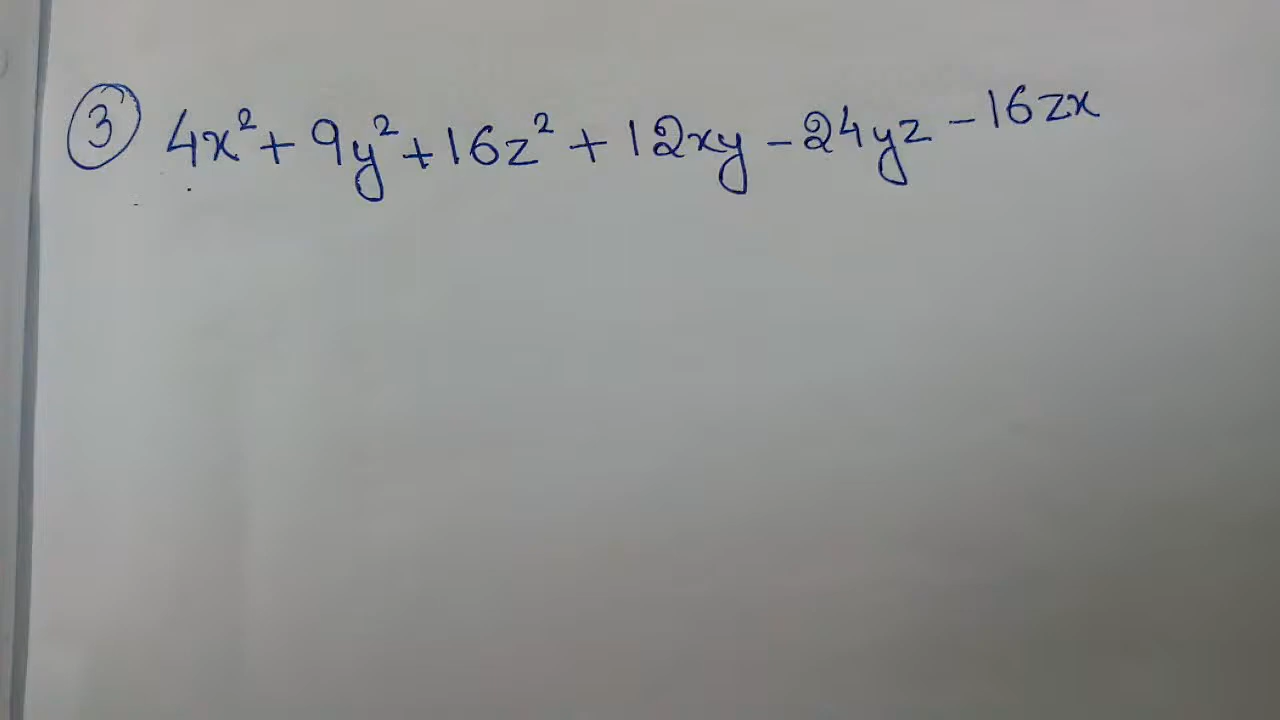 ③ 4x² + 9y² + 16z² + 12xy - 24yz - 16zx